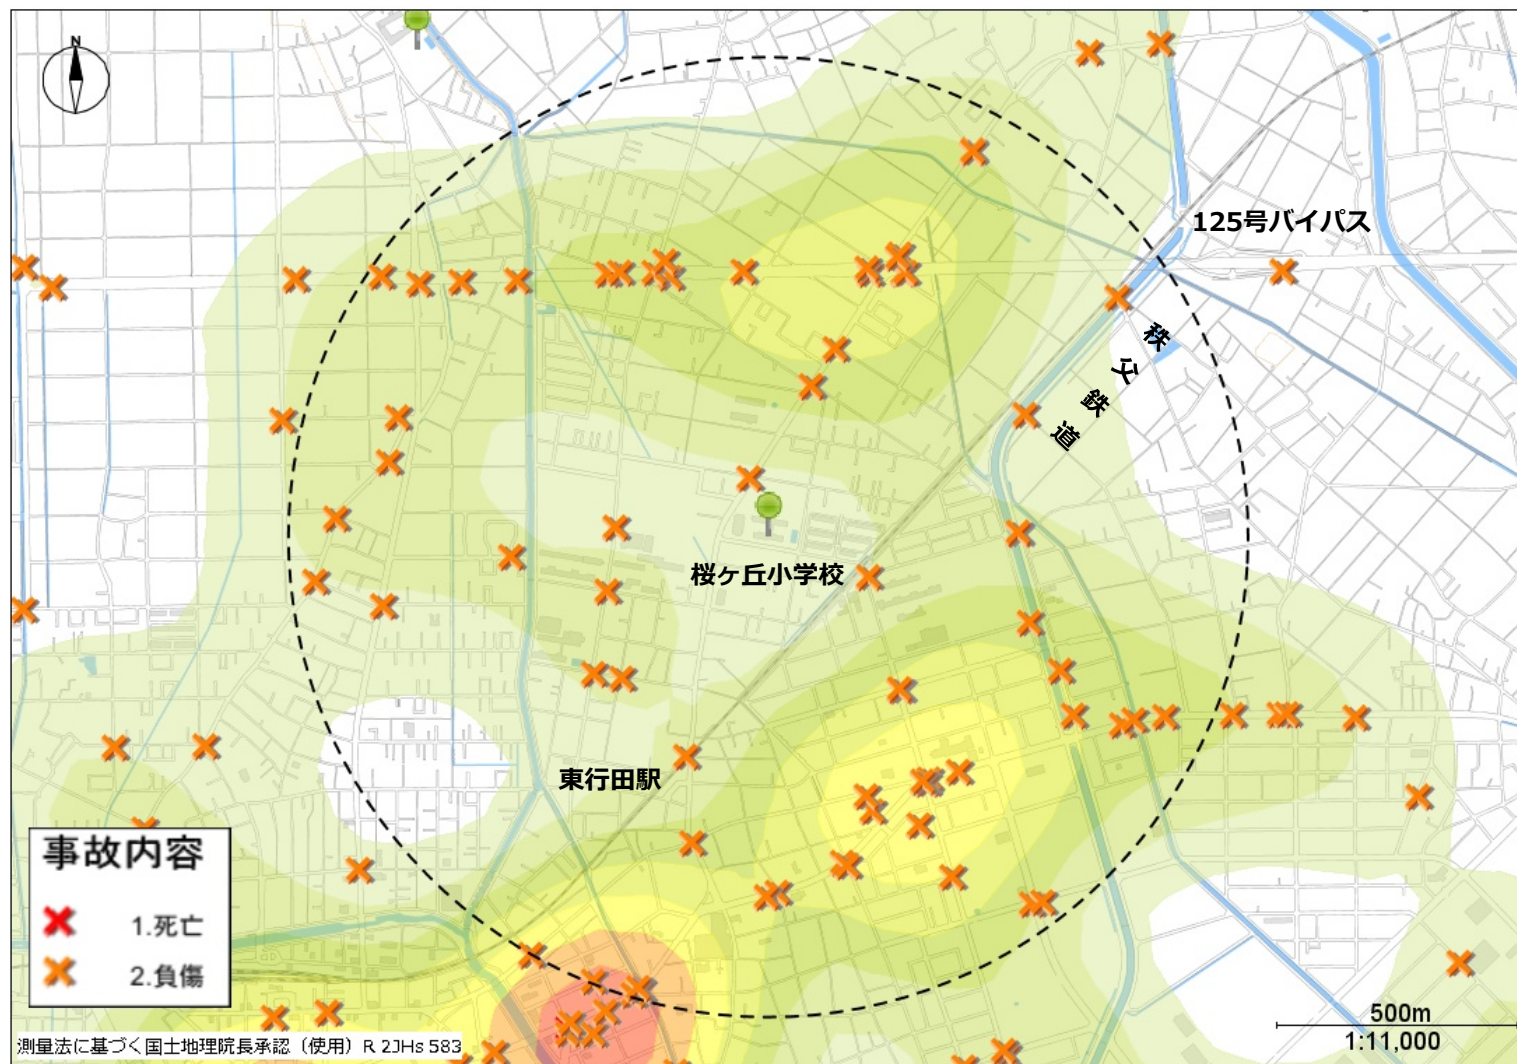 N
125号バイパス
秩父鉄道
桜ヶ丘小学校
東行田駅
事故内容
1.死亡
2.負傷
500m
1:11,000
測量法に基づく国土地理院長承認（使用）R 2JHs 583